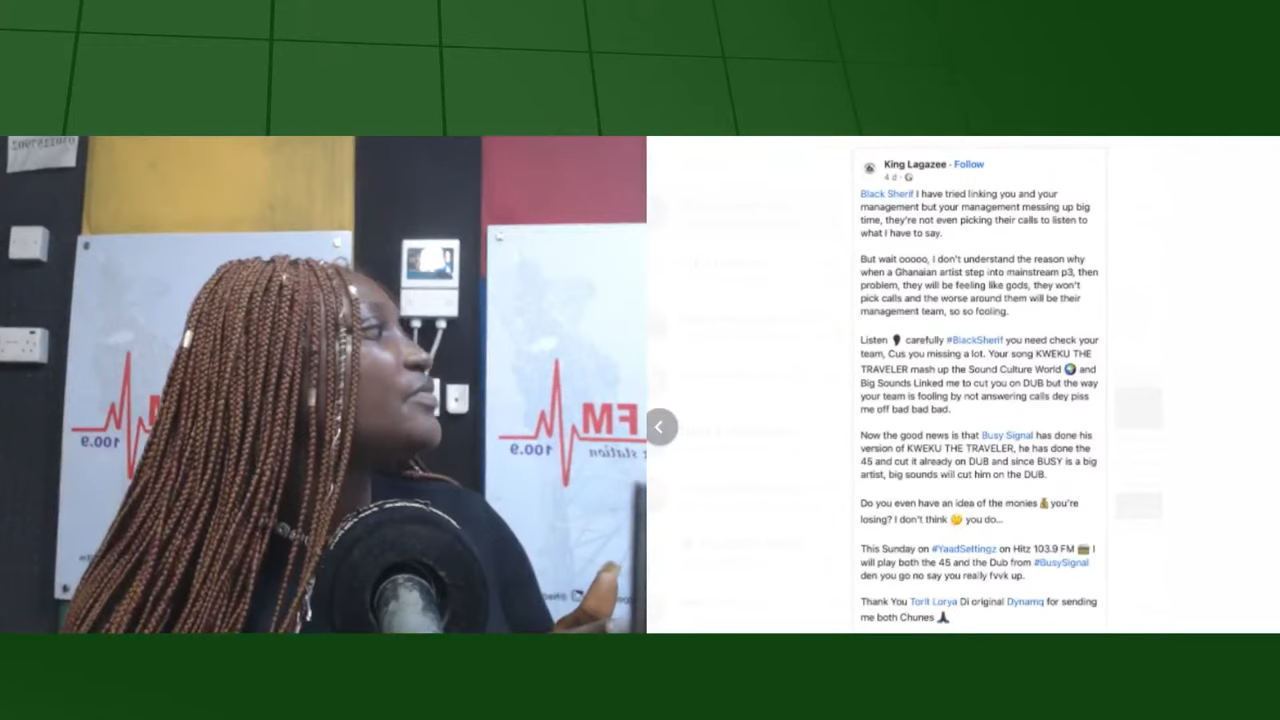 0302257902
FM
100.9
FM
100.9
station
King Lagazee · Follow
4 d ·
Black Sherif I have tried linking you and your
management but your management messing up big
time, they're not even picking their calls to listen to
what I have to say.
But wait ooooo, I don't understand the reason why
when a Ghanaian artist step into mainstream p3, then
problem, they will be feeling like gods, they won't
pick calls and the worse around them will be their
management team, so so fooling.
Listen 👂🏿 carefully #BlackSherif you need check your
team, Cus you missing a lot. Your song KWEKU THE
TRAVELER mash up the Sound Culture World 🌍 and
Big Sounds Linked me to cut you on DUB but the way
your team is fooling by not answering calls dey piss
me off bad bad bad.
Now the good news is that Busy Signal has done his
version of KWEKU THE TRAVELER, he has done the
45 and cut it already on DUB and since BUSY is a big
artist, big sounds will cut him on the DUB.
Do you even have an idea of the monies 💰 you're
losing? I don't think 🤔 you do...
This Sunday on #YaadSettingz on Hitz 103.9 FM 📻 I
will play both the 45 and the Dub from #BusySignal
den you go no say you really fvvk up.
Thank You Torit Lorya Di original Dynamq for sending
me both Chunes 🙏🏿